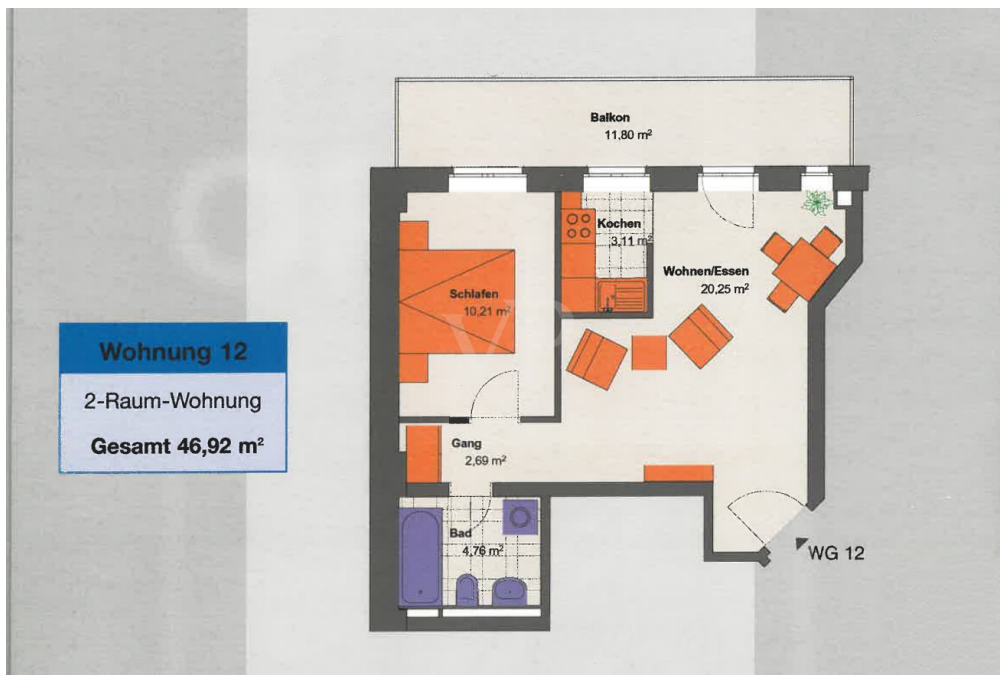 Balkon
11,80 m²
Kochen
3,11 m²
Wohnen/Essen
20,25 m²
Schlafen
10,21 m²
Wohnung 12
2-Raum-Wohnung
Gesamt 46,92 m²
Gang
2,69 m²
Bad
4,76 m²
WG 12